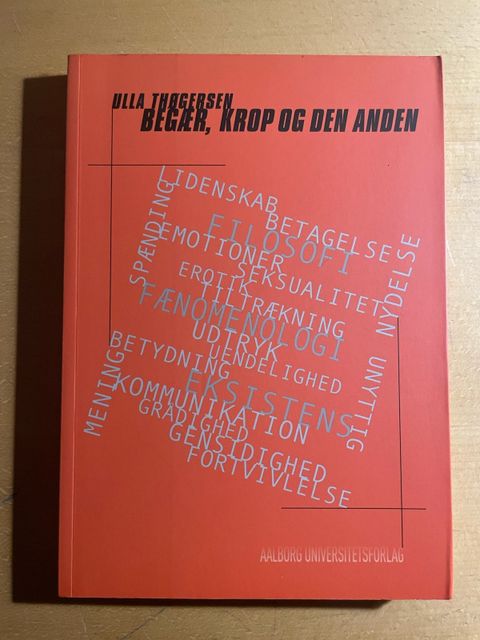 ULLA THØGERSEN
BEGÆR, KROP OG DEN ANDEN
LIDENSKAB
BETAGELSE
FILOSOFI
EMOTIONER
SEKSUALITET
SPÆNDING
NYDELSE
EROTIK
TILTRÆKNING
FÆNOMENOLOGI
UDTRYK
UENDELIGHED
BETYDNING
EKSISTENS
UNYTTIG
MENING
KOMMUNIKATION
GRADIGHED
GENSIDIGHED
FORTVIVLELSE
AALBORG UNIVERSITETSFORLAG